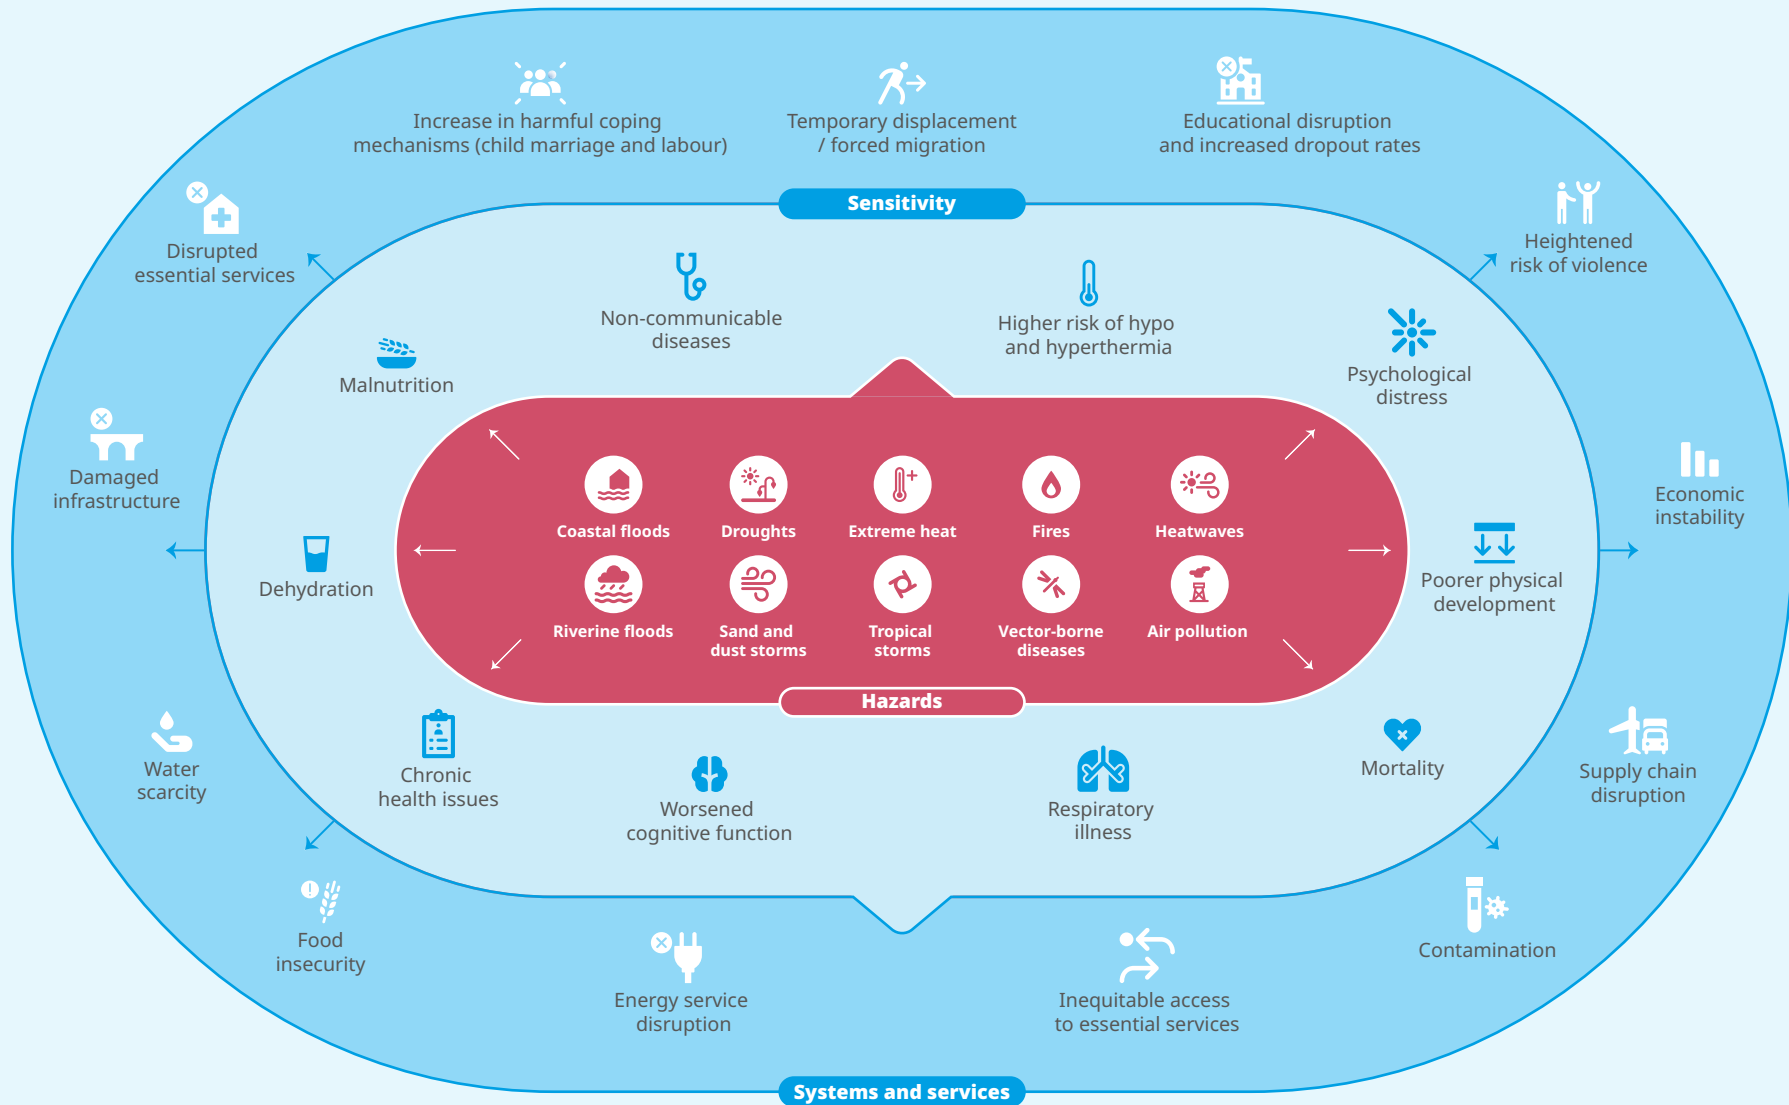 Increase in harmful coping
mechanisms (child marriage and labour)
Temporary displacement
/ forced migration
Educational disruption
and increased dropout rates
Disrupted
essential services
Sensitivity
Heightened
risk of violence
Non-communicable
diseases
Higher risk of hypo
and hyperthermia
Malnutrition
Psychological
distress
Damaged
infrastructure
Economic
instability
Coastal floods
Droughts
Extreme heat
Fires
Heatwaves
Dehydration
Poorer physical
development
Riverine floods
Sand and
dust storms
Tropical
storms
Vector-borne
diseases
Air pollution
Hazards
Water
scarcity
Chronic
health issues
Worsened
cognitive function
Respiratory
illness
Mortality
Supply chain
disruption
Food
insecurity
Energy service
disruption
Inequitable access
to essential services
Contamination
Systems and services